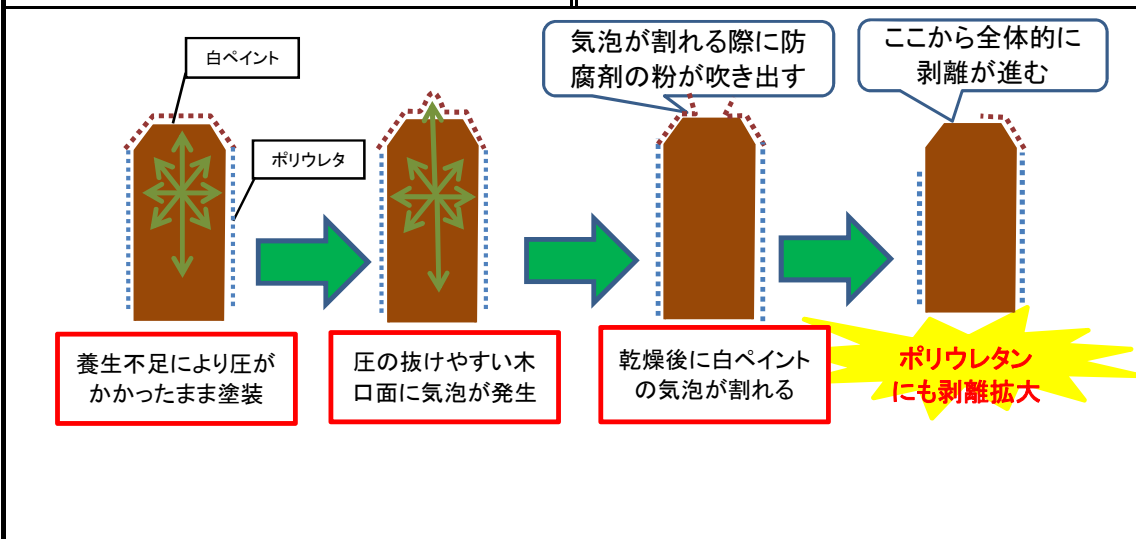 白ペイント
ポリウレタ
気泡が割れる際に防
腐剤の粉が吹き出す
ここから全体的に
剥離が進む
養生不足により圧が
かかったまま塗装
圧の抜けやすい木
口面に気泡が発生
乾燥後に白ペイント
の気泡が割れる
ポリウレタン
にも剥離拡大